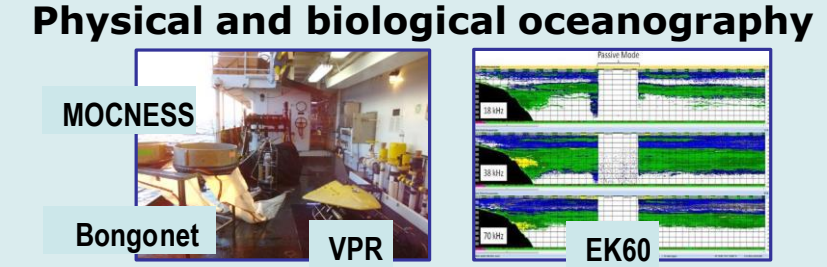 Physical and biological oceanography
Passive Mode
MOCNESS
18 kHz
38 kHz
Bongonet
VPR
70 kHz
EK60